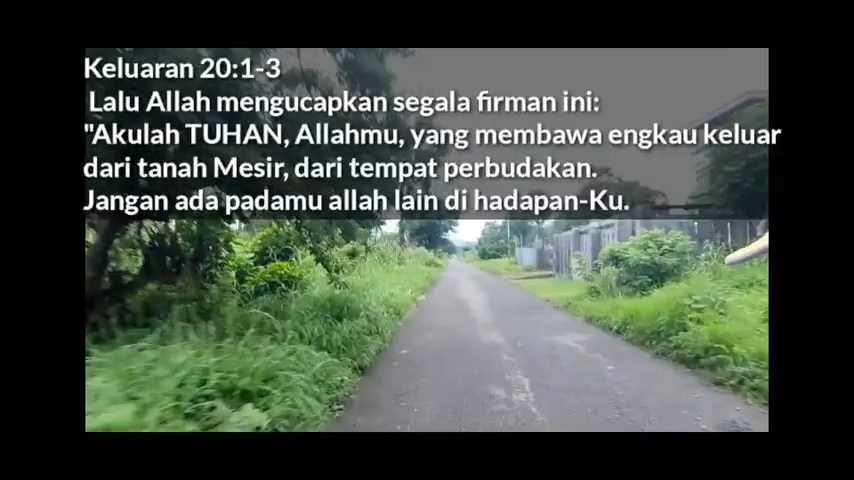 Keluaran 20:1-3
Lalu Allah mengucapkan segala firman ini:
"Akulah TUHAN, Allahmu, yang membawa engkau keluar
dari tanah Mesir, dari tempat perbudakan.
Jangan ada padamu allah lain di hadapan-Ku.